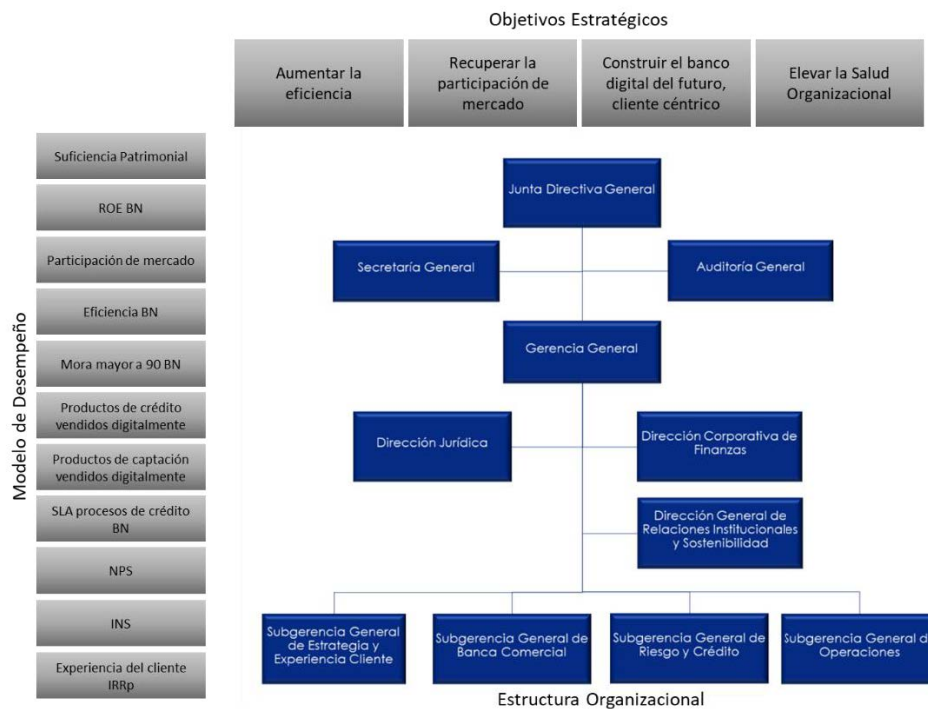 Objetivos Estratégicos
Aumentar la
eficiencia
Recuperar la
participación de
mercado
Construir el banco
digital del futuro,
cliente céntrico
Elevar la Salud
Organizacional
Modelo de Desempeño
Suficiencia Patrimonial
ROE BN
Participación de mercado
Eficiencia BN
Mora mayor a 90 BN
Productos de crédito
vendidos digitalmente
Productos de captación
vendidos digitalmente
SLA procesos de crédito
BN
NPS
INS
Experiencia del cliente
IRRp
Junta Directiva General
Secretaría General
Auditoría General
Gerencia General
Dirección Jurídica
Dirección Corporativa de
Finanzas
Dirección General de
Relaciones Institucionales
y Sostenibilidad
Subgerencia General
de Estrategia y
Experiencia Cliente
Subgerencia General de
Banca Comercial
Subgerencia General de
Riesgo y Crédito
Subgerencia General de
Operaciones
Estructura Organizacional